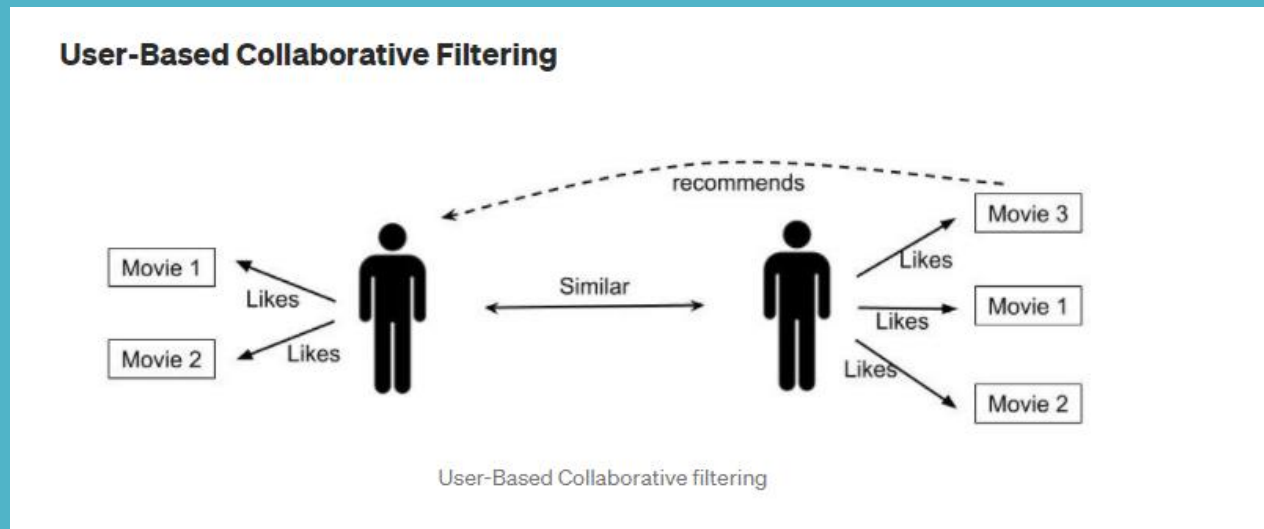 User-Based Collaborative Filtering
recommends
Movie 3
Likes
Movie 1
Likes
Similar
Likes
Movie 1
Movie 2
Likes
Likes
Movie 2
User-Based Collaborative filtering